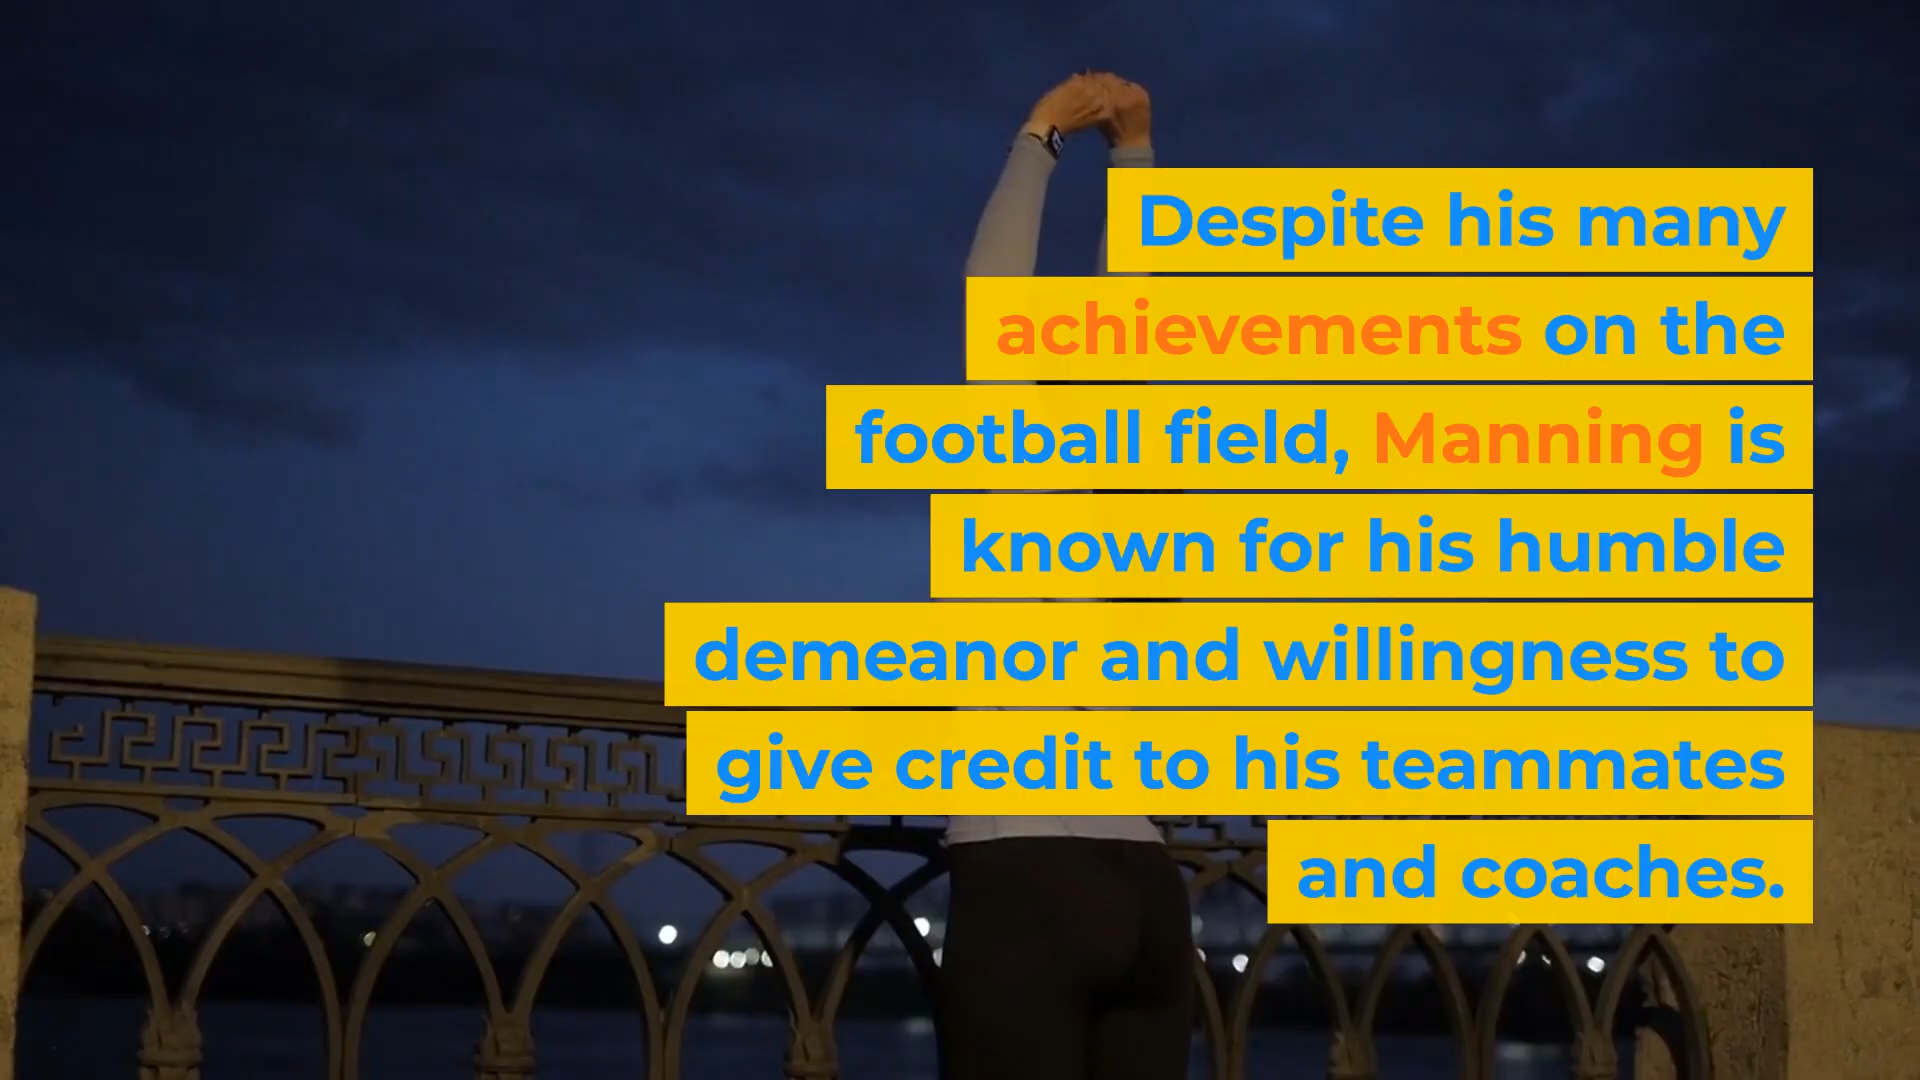 Despite his many
achievements on the
football field, Manning is
known for his humble
demeanor and willingness to
give credit to his teammates
and coaches.